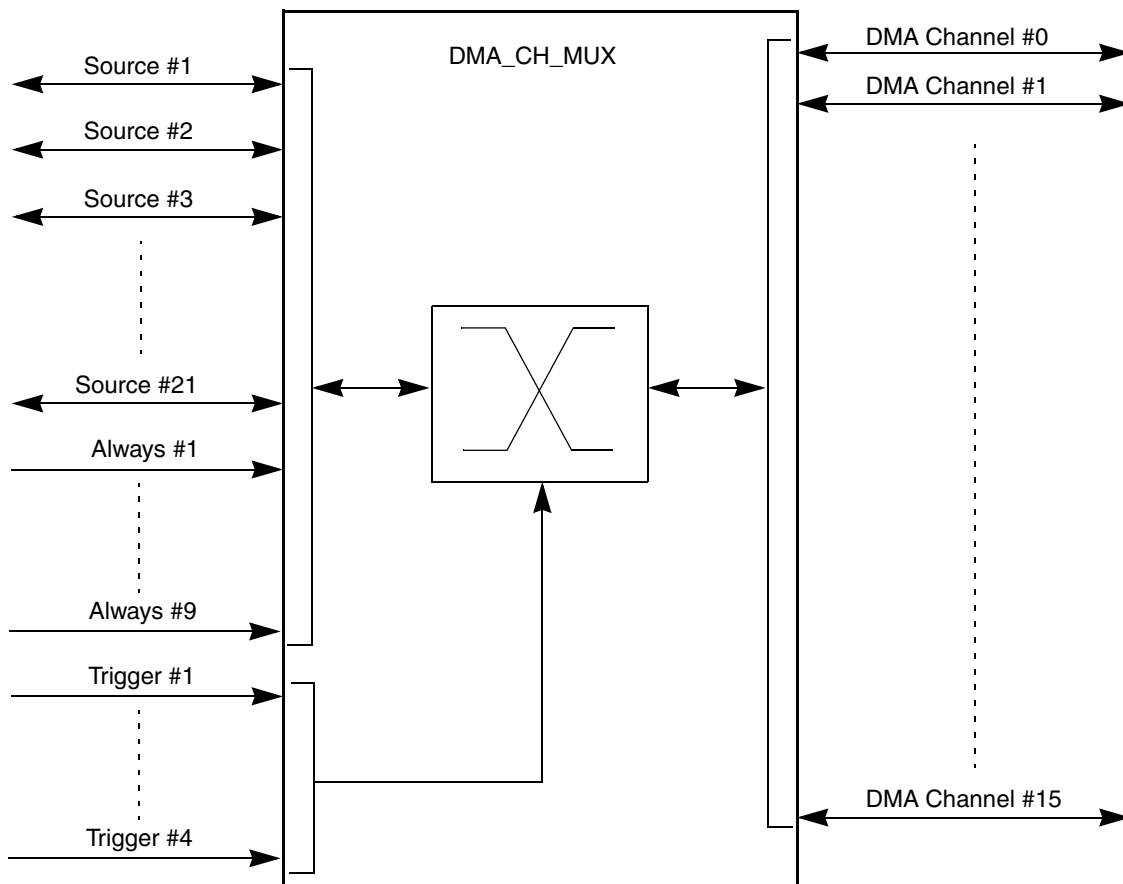 DMA_CH_MUX
Source #1
Source #2
Source #3
Source #21
Always #1
Always #9
Trigger #1
Trigger #4
DMA Channel #0
DMA Channel #1
DMA Channel #15